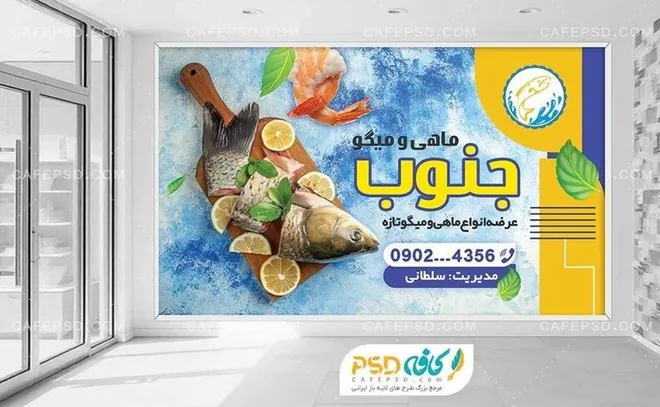 CAFEPSD.COM
ماهی و میگو
جنوب
عرضه انواع ماهی و میگو تازه
0902---4356
مدیریت: سلطانی
کافه PSD
CAFEPSD.COM
مرجع بزرگ طرح های لایه باز ایرانی